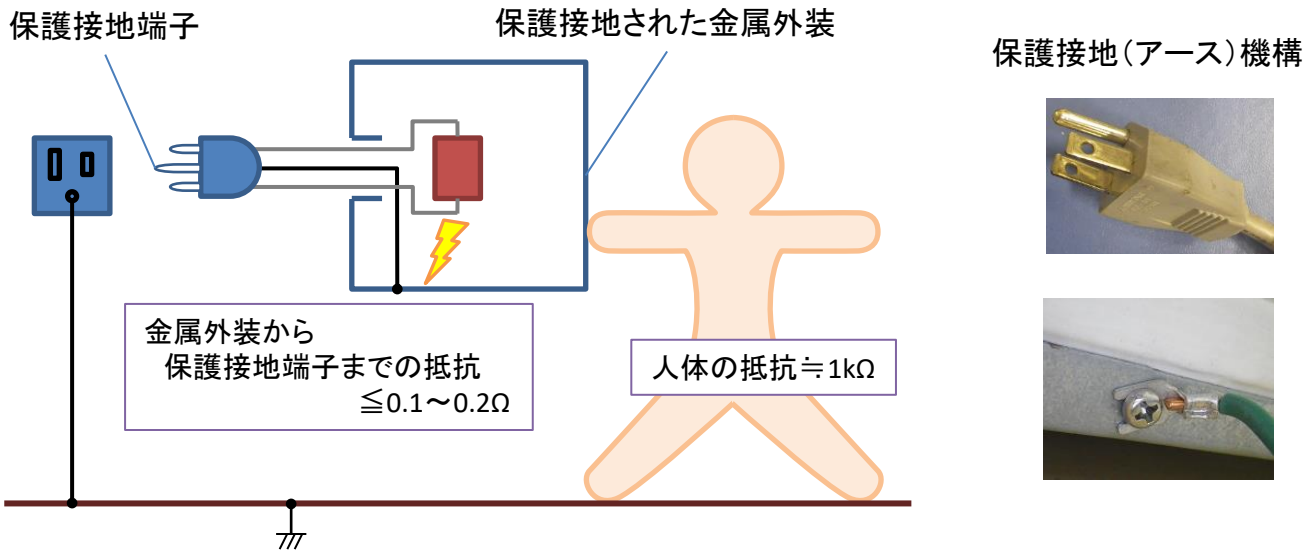 保護接地端子
保護接地された金属外装
保護接地(アース)機構
金属外装から
保護接地端子までの抵抗
≦0.1~0.2Ω
人体の抵抗≒1kΩ